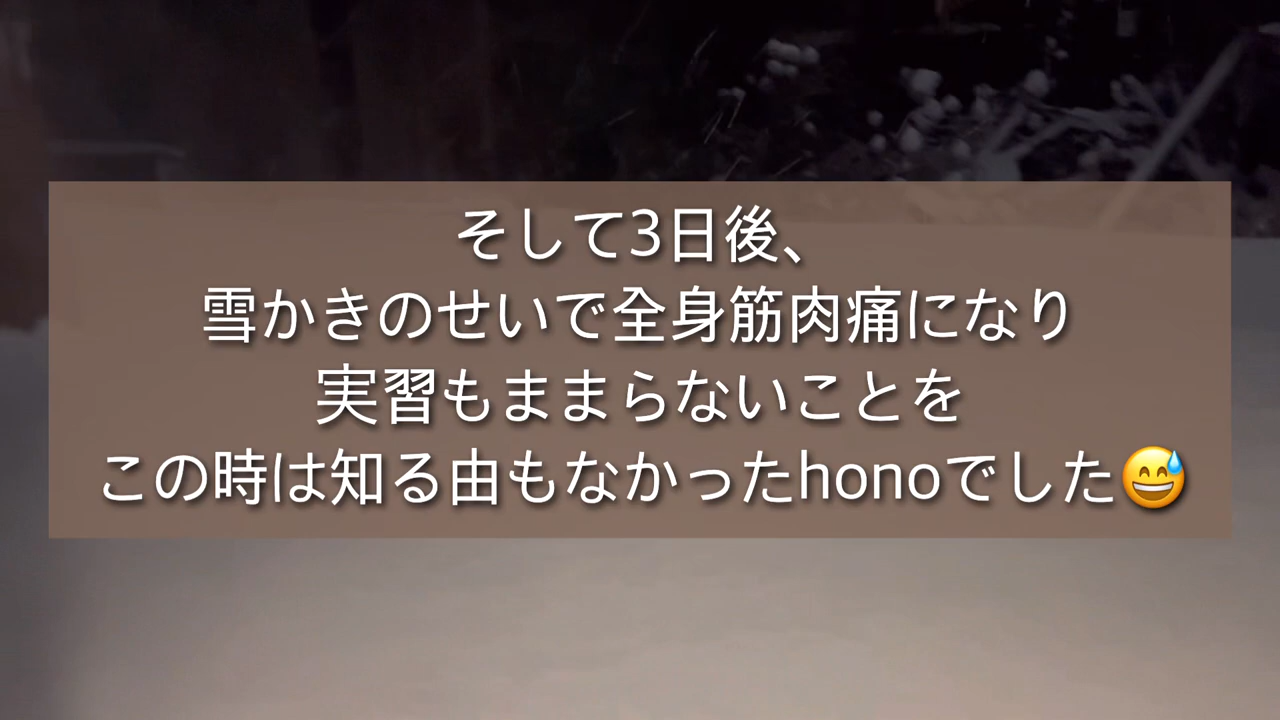 そして3日後、
雪かきのせいで全身筋肉痛になり
実習もままらないことを
この時は知る由もなかったhonoでした😅